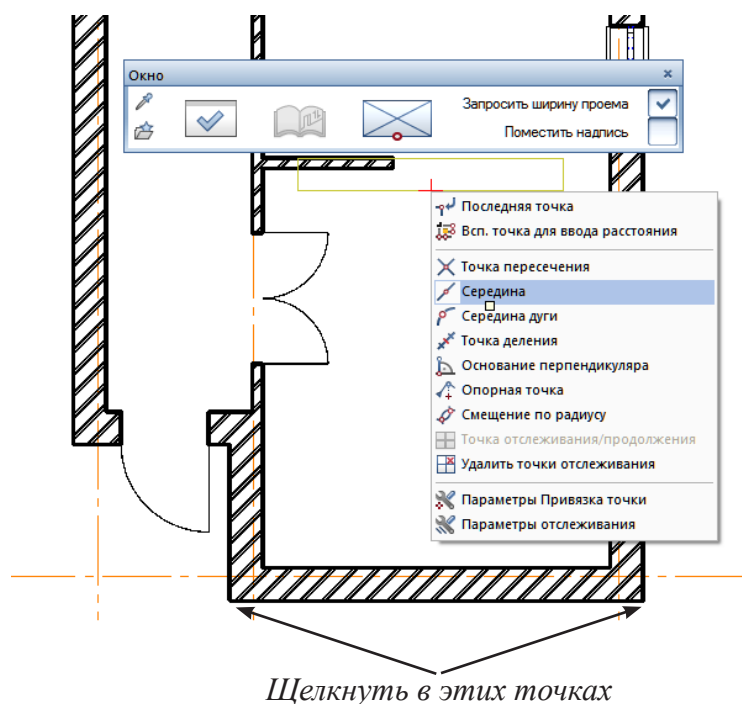 Окно
Запросить ширину проема
Поместить надпись
Последняя точка
Всп. точка для ввода расстояния
Точка пересечения
Середина
Середина дуги
Точка деления
Основание перпендикуляра
Опорная точка
Смещение по радиусу
Точка отслеживания/продолжения
Удалить точки отслеживания
Параметры Привязка точки
Параметры отслеживания
Щелкнуть в этих точках